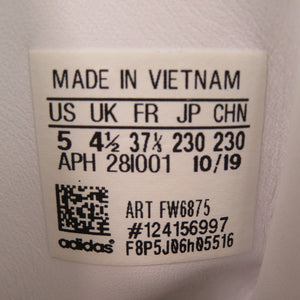 MADE IN VIETNAM
US UK FR JP CHN
5 4½ 37⅓ 230 230
APH 28I001 10/19
ART FW6875
#124156997
adidas F8P5J06h05516